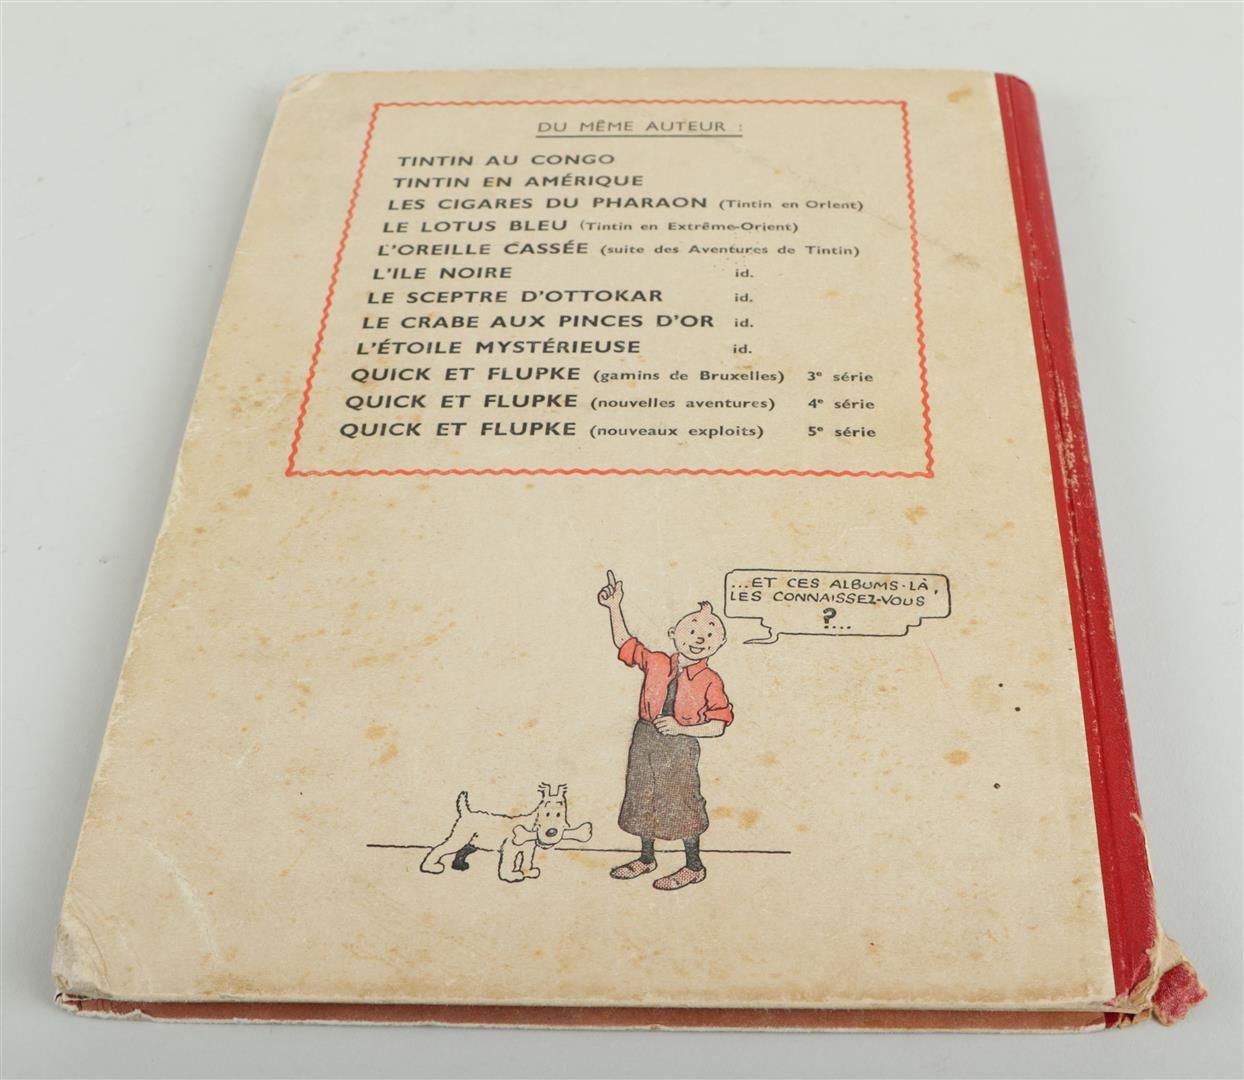 DU MÊME AUTEUR :
TINTIN AU CONGO
TINTIN EN AMÉRIQUE
LES CIGARES DU PHARAON (Tintin en Orient)
LE LOTUS BLEU (Tintin en Extrême-Orient)
L'OREILLE CASSÉE (suite des Aventures de Tintin)
L'ILE NOIRE id.
LE SCEPTRE D'OTTOKAR id.
LE CRABE AUX PINCES D'OR id.
L'ÉTOILE MYSTÉRIEUSE id.
QUICK ET FLUPKE (gamins de Bruxelles) 3e série
QUICK ET FLUPKE (nouvelles aventures) 4e série
QUICK ET FLUPKE (nouveaux exploits) 5e série
...ET CES ALBUMS-LÀ,
LES CONNAISSEZ-VOUS
?...